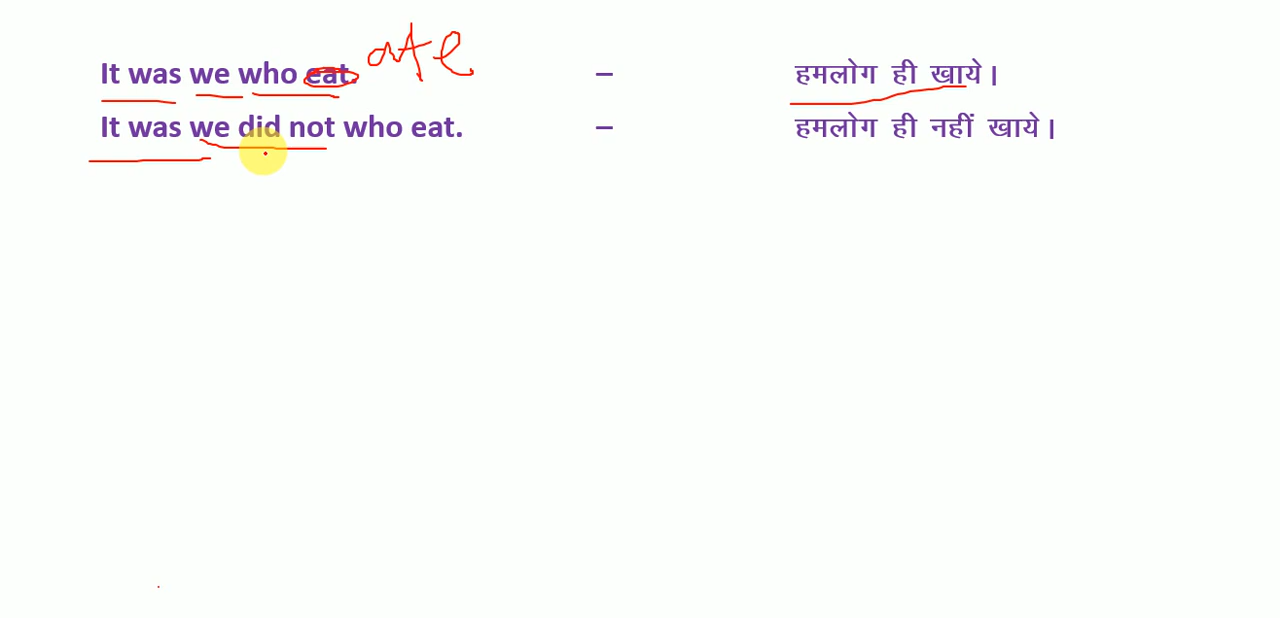 It was we who eat. ate – हमलोग ही खाये।
It was we did not who eat. – हमलोग ही नहीं खाये।